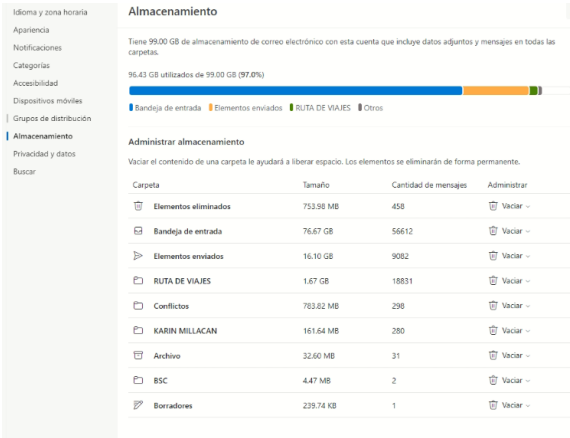 Idioma y zona horaria
Apariencia
Notificaciones
Categorías
Accesibilidad
Dispositivos móviles
Grupos de distribución
Almacenamiento
Privacidad y datos
Buscar
Almacenamiento
Tiene 99.00 GB de almacenamiento de correo electrónico con esta cuenta que incluye datos adjuntos y mensajes en todas las
carpetas.
96.43 GB utilizados de 99.00 GB (97.0%)
Bandeja de entrada Elementos enviados RUTA DE VIAJES Otros
Administrar almacenamiento
Vaciar el contenido de una carpeta le ayudará a liberar espacio. Los elementos se eliminarán de forma permanente.
Carpeta Tamaño Cantidad de mensajes Administrar
Elementos eliminados 753.98 MB 458 Vaciar
Bandeja de entrada 76.67 GB 56612 Vaciar
Elementos enviados 16.10 GB 9082 Vaciar
RUTA DE VIAJES 1.67 GB 18831 Vaciar
Conflictos 783.82 MB 298 Vaciar
KARIN MILLACAN 161.64 MB 280 Vaciar
Archivo 32.60 MB 31 Vaciar
BSC 4.47 MB 2 Vaciar
Borradores 239.74 KB 1 Vaciar